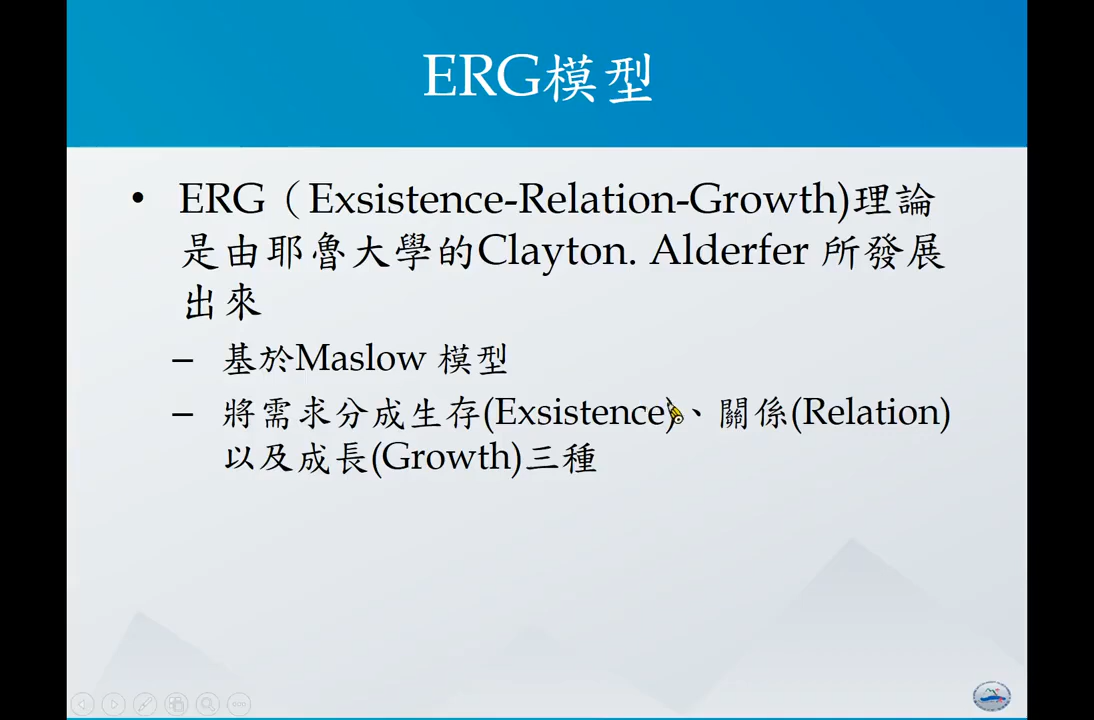 ERG模型
• ERG（Exsistence-Relation-Growth)理論
是由耶魯大學的Clayton. Alderfer 所發展
出來
– 基於Maslow 模型
– 將需求分成生存(Exsistence)、關係(Relation)
以及成長(Growth)三種